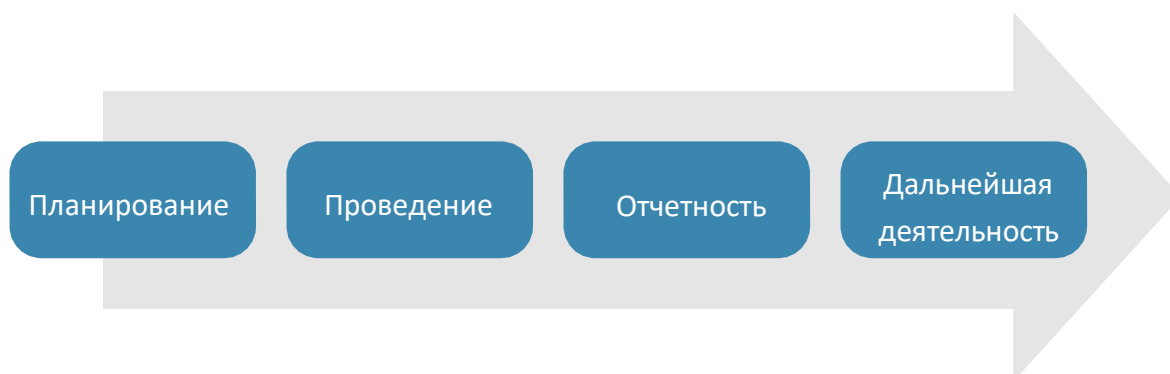 Планирование
Проведение
Отчетность
Дальнейшая
деятельность